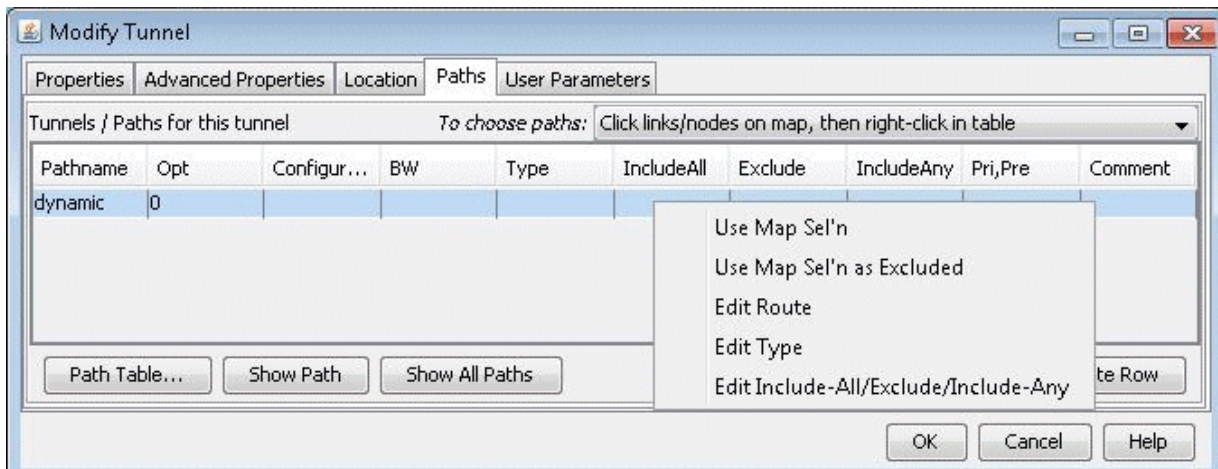 Modify Tunnel
Properties Advanced Properties Location Paths User Parameters
Tunnels / Paths for this tunnel To choose paths: Click links/nodes on map, then right-click in table
Pathname Opt Configur... BW Type IncludeAll Exclude IncludeAny Pri,Pre Comment
dynamic 0
Use Map Sel'n
Use Map Sel'n as Excluded
Edit Route
Edit Type
Edit Include-All/Exclude/Include-Any
Path Table... Show Path Show All Paths te Row
OK Cancel Help